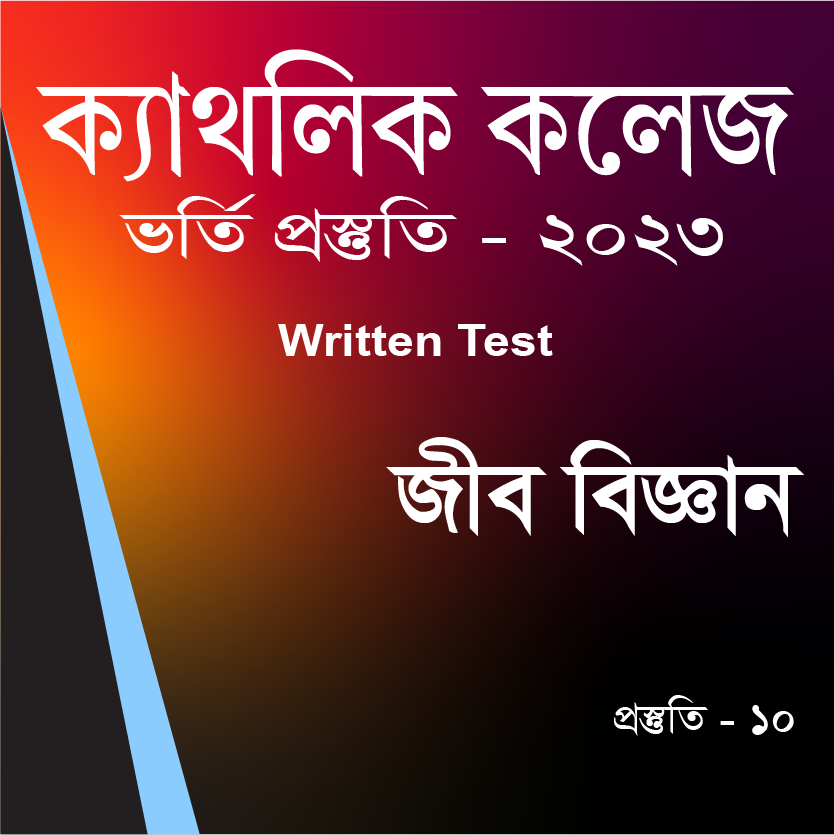 ক্যাথলিক কলেজ
ভর্তি প্রস্তুতি - ২০২৩
Written Test
জীব বিজ্ঞান
প্রস্তুতি - ১০